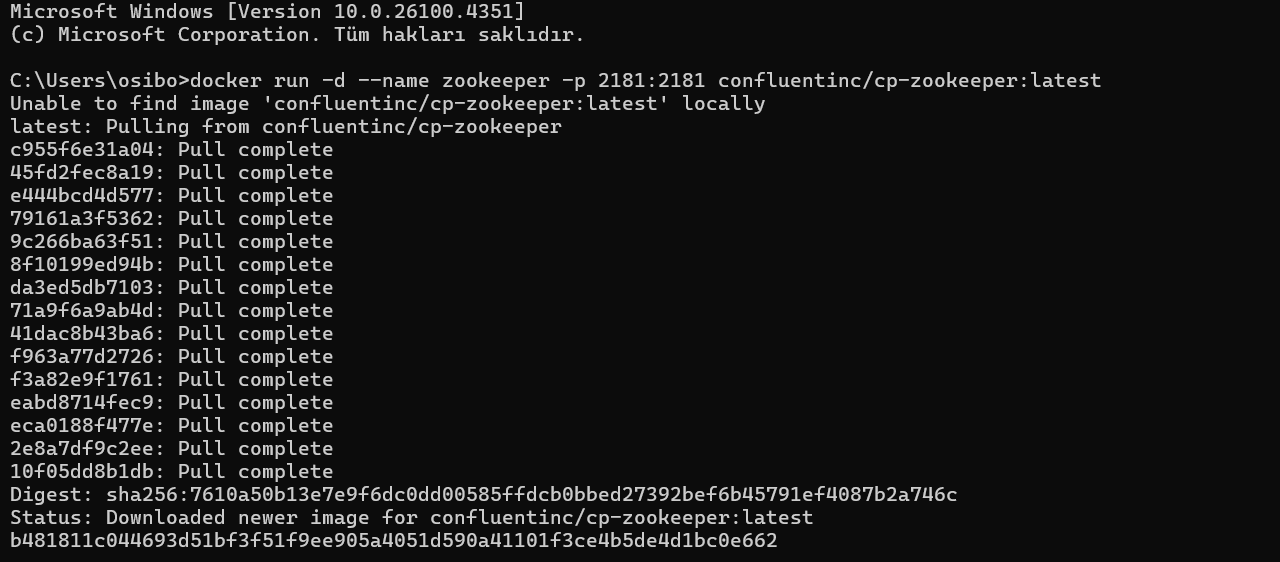 Microsoft Windows [Version 10.0.26100.4351]
(c) Microsoft Corporation. Tüm hakları saklıdır.
C:\Users\osibo>docker run -d --name zookeeper -p 2181:2181 confluentinc/cp-zookeeper:latest
Unable to find image 'confluentinc/cp-zookeeper:latest' locally
latest: Pulling from confluentinc/cp-zookeeper
c955f6e31a04: Pull complete
45fd2fec8a19: Pull complete
e444bcd4d577: Pull complete
79161a3f5362: Pull complete
9c266ba63f51: Pull complete
8f10199ed94b: Pull complete
da3ed5db7103: Pull complete
71a9f6a9ab4d: Pull complete
41dac8b43ba6: Pull complete
f963a77d2726: Pull complete
f3a82e9f1761: Pull complete
eabd8714fec9: Pull complete
eca0188f477e: Pull complete
2e8a7df9c2ee: Pull complete
10f05dd8b1db: Pull complete
Digest: sha256:7610a50b13e7e9f6dc0dd00585ffdcb0bbed27392bef6b45791ef4087b2a746c
Status: Downloaded newer image for confluentinc/cp-zookeeper:latest
b481811c044693d51bf3f51f9ee905a4051d590a41101f3ce4b5de4d1bc0e662